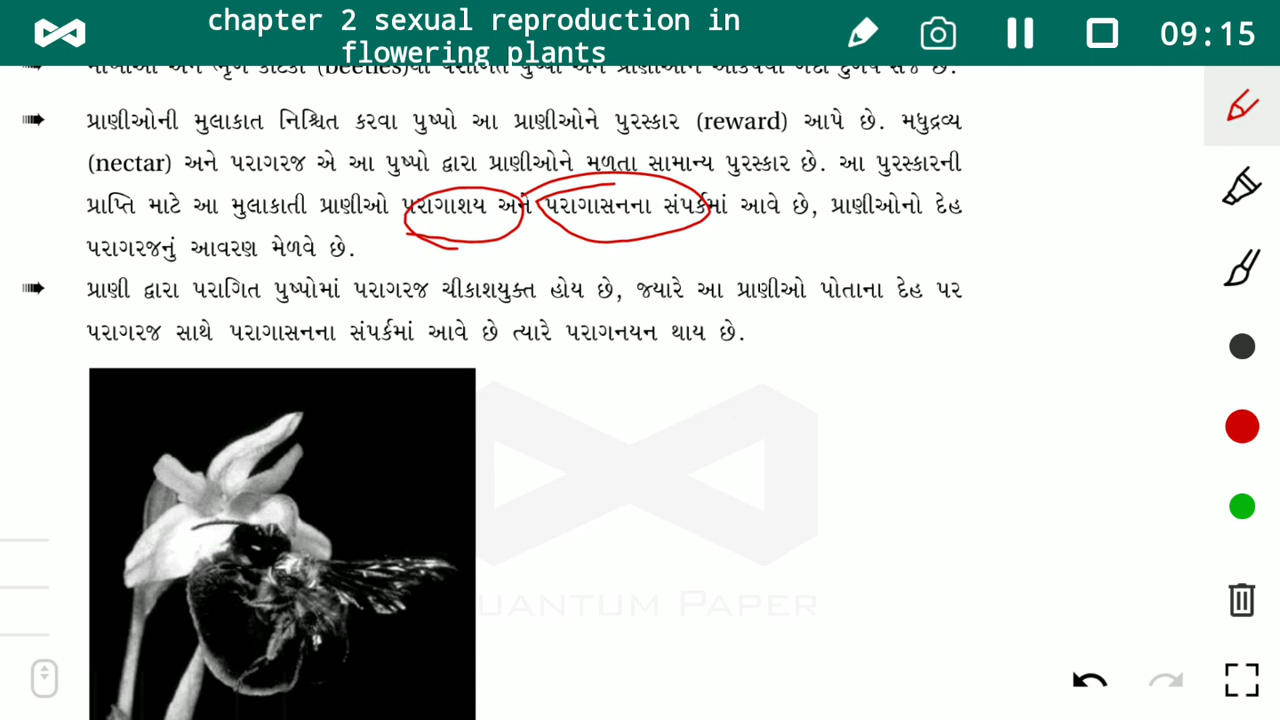 chapter 2 sexual reproduction in
flowering plants
09:15
(beetles)
પ્રાણીઓની મુલાકાત નિશ્ચિત કરવા પુષ્પો આ પ્રાણીઓને પુરસ્કાર (reward) આપે છે. મધુદ્રવ્ય
(nectar) અને પરાગરજ એ આ પુષ્પો દ્વારા પ્રાણીઓને મળતા સામાન્ય પુરસ્કાર છે. આ પુરસ્કારની
પ્રાપ્તિ માટે આ મુલાકાતી પ્રાણીઓ પરાગાશય અને પરાગાસનના સંપર્કમાં આવે છે, પ્રાણીઓનો દેહ
પરાગરજનું આવરણ મેળવે છે.
પ્રાણી દ્વારા પરાગિત પુષ્પોમાં પરાગરજ ચીકાશયુક્ત હોય છે, જ્યારે આ પ્રાણીઓ પોતાના દેહ પર
પરાગરજ સાથે પરાગાસનના સંપર્કમાં આવે છે ત્યારે પરાગનયન થાય છે.
UANTUM PAPER